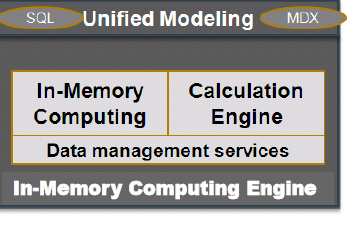 SQL Unified Modeling MDX
In-Memory Calculation
Computing Engine
Data management services
In-Memory Computing Engine